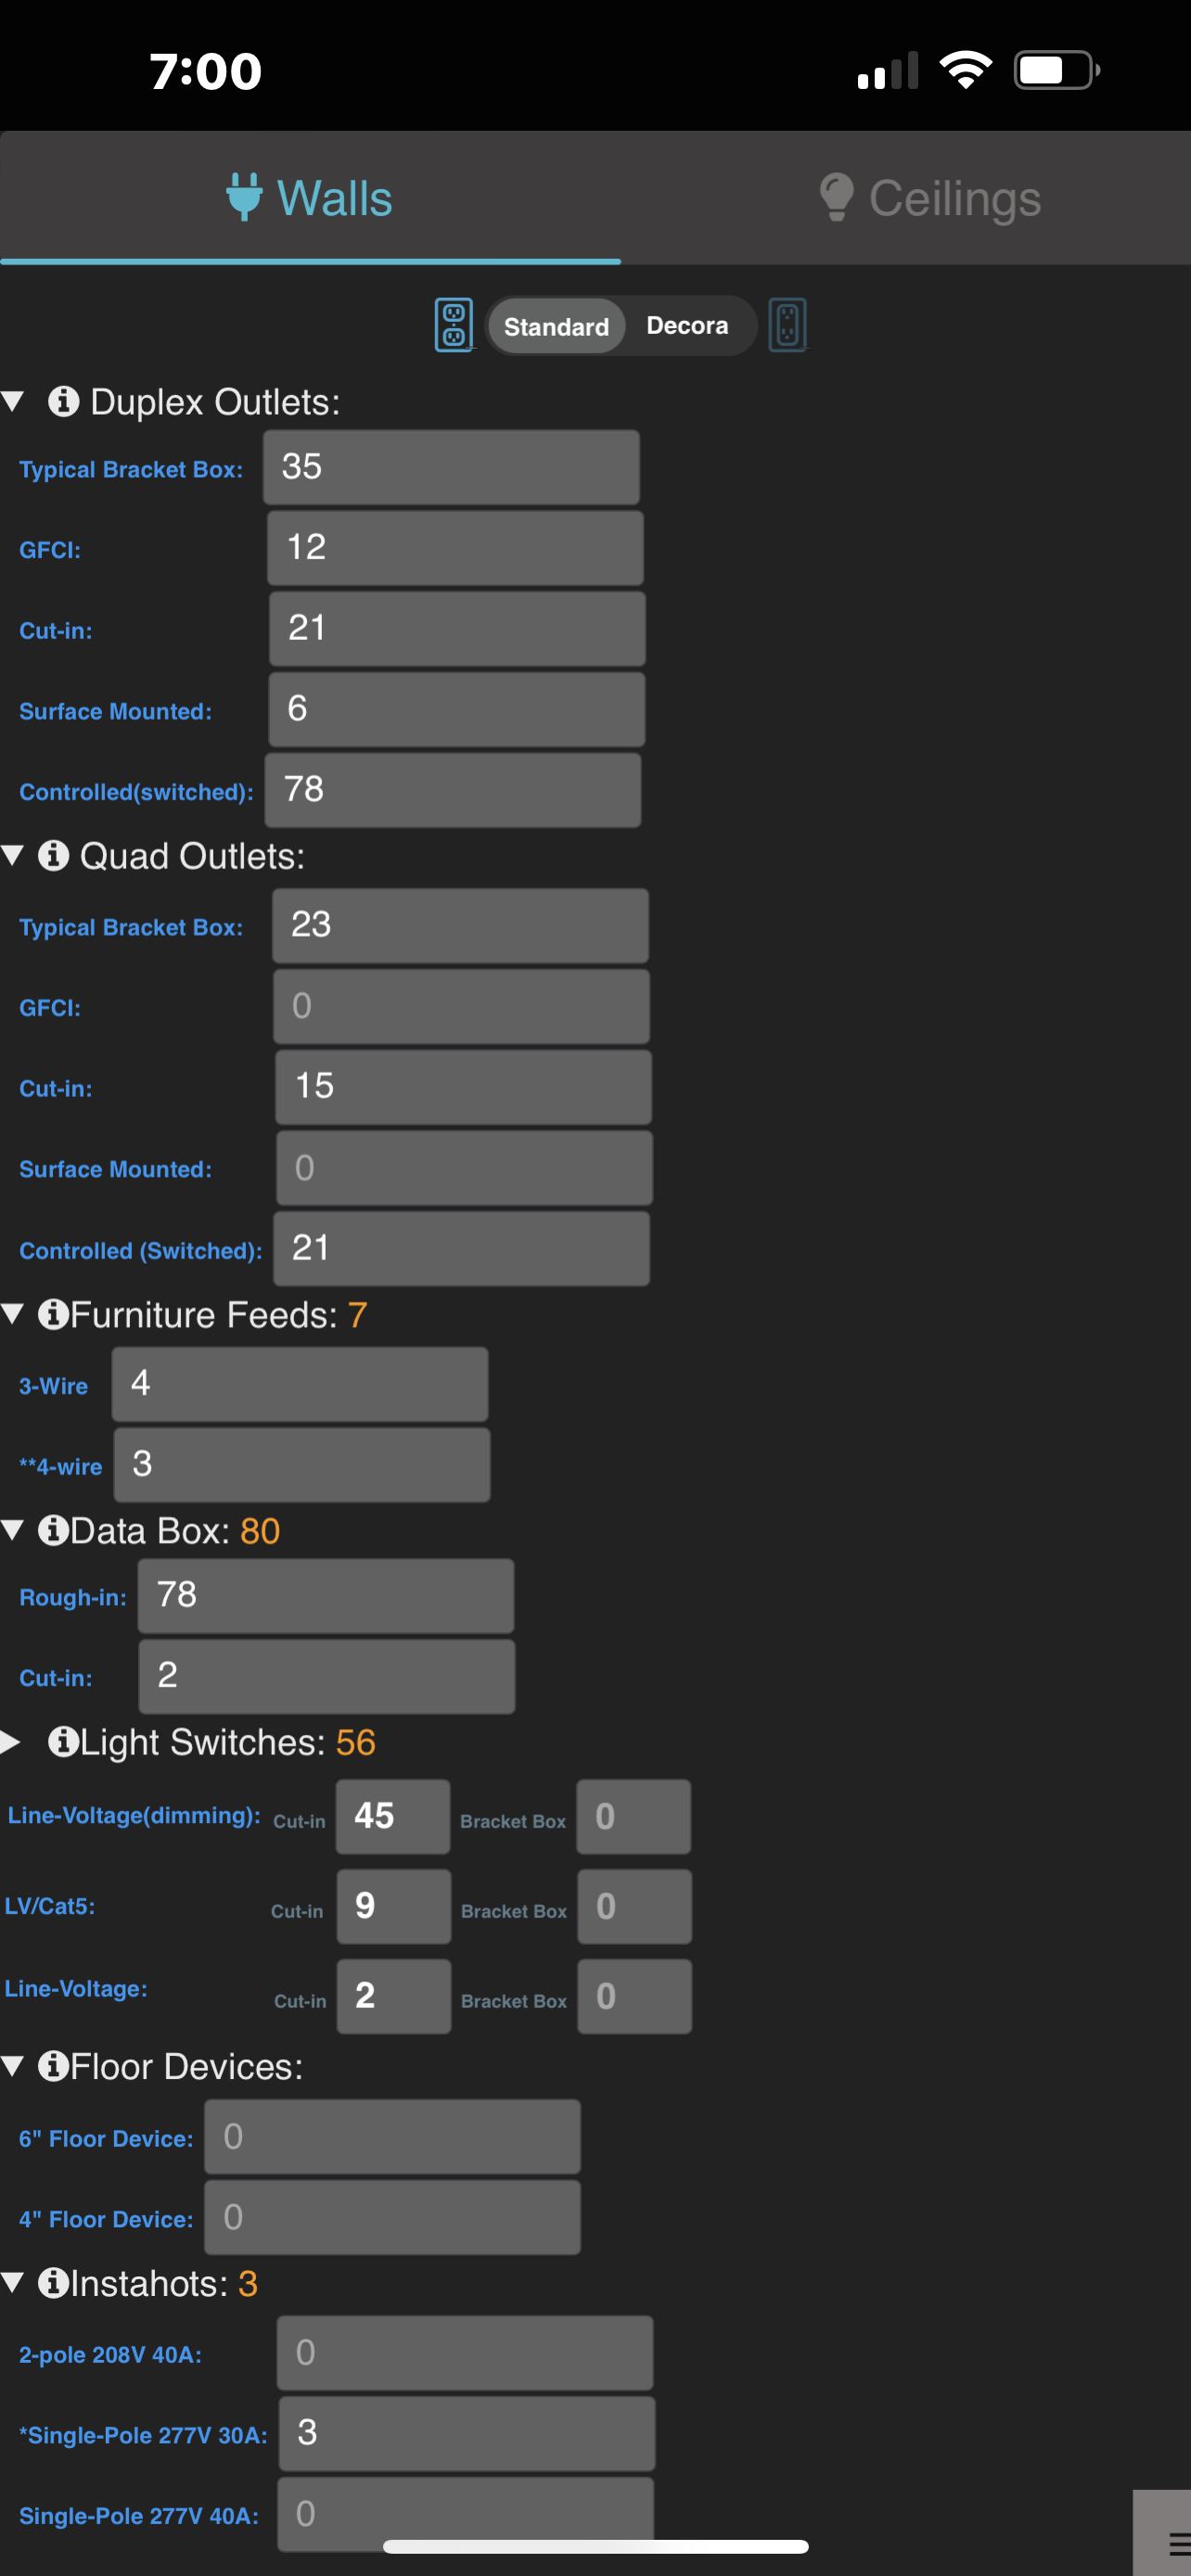 7:00
Walls Ceilings
Standard Decora
Duplex Outlets:
Typical Bracket Box: 35
GFCI: 12
Cut-in: 21
Surface Mounted: 6
Controlled(switched): 78
Quad Outlets:
Typical Bracket Box: 23
GFCI: 0
Cut-in: 15
Surface Mounted: 0
Controlled (Switched): 21
Furniture Feeds: 7
3-Wire 4
**4-wire 3
Data Box: 80
Rough-in: 78
Cut-in: 2
Light Switches: 56
Line-Voltage(dimming): Cut-in 45 Bracket Box 0
LV/Cat5: Cut-in 9 Bracket Box 0
Line-Voltage: Cut-in 2 Bracket Box 0
Floor Devices:
6" Floor Device: 0
4" Floor Device: 0
Instahots: 3
2-pole 208V 40A: 0
*Single-Pole 277V 30A: 3
Single-Pole 277V 40A: 0